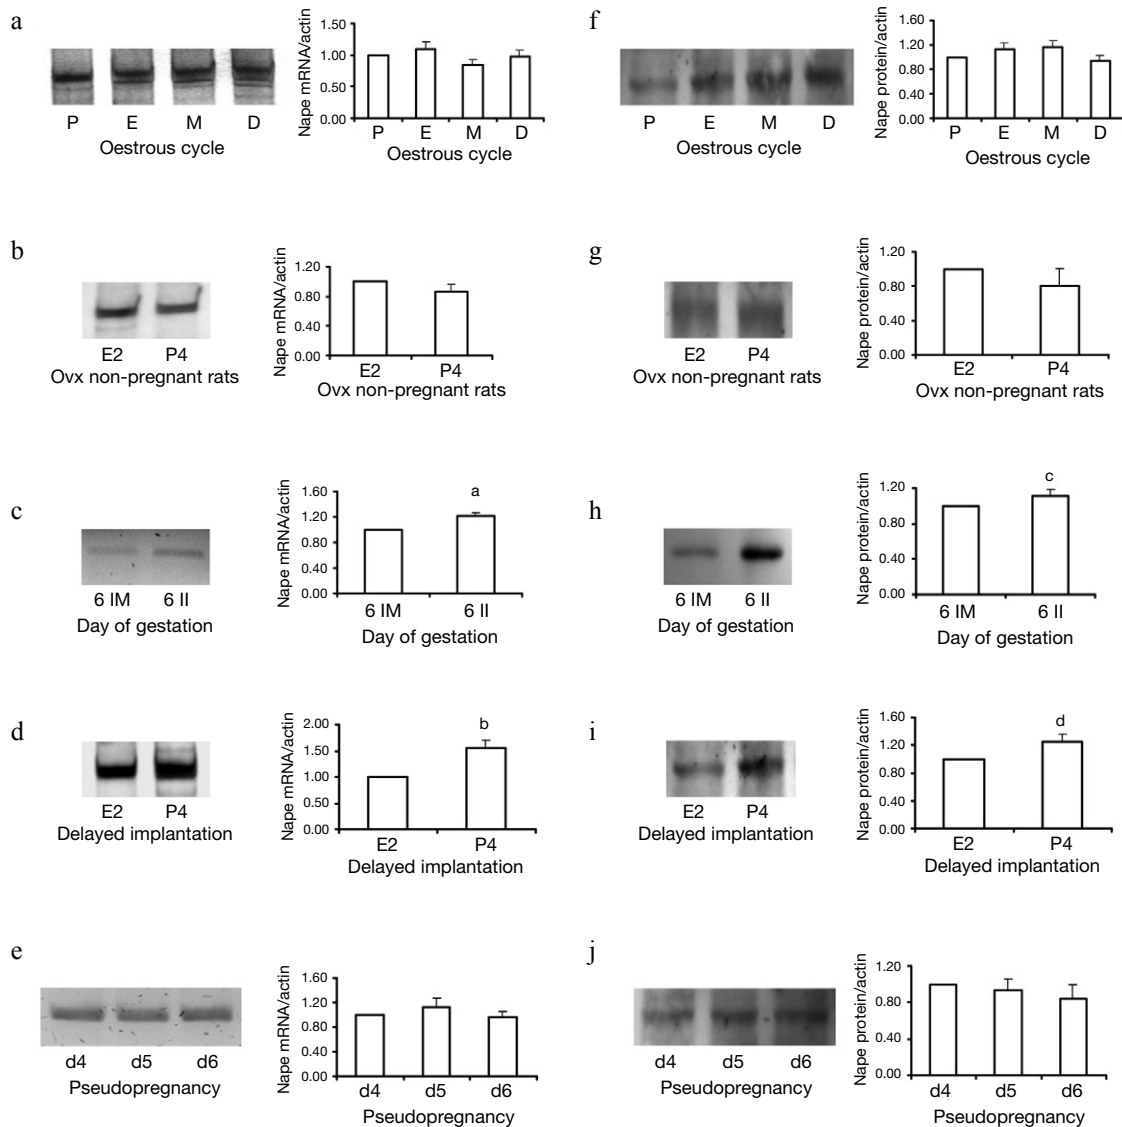 a
P E M D
Oestrous cycle
Nape mRNA/actin
1.50
1.00
0.50
0.00
P E M D
Oestrous cycle
f
P E M D
Oestrous cycle
Nape protein/actin
1.60
1.20
0.80
0.40
0.00
P E M D
Oestrous cycle
b
E2 P4
Ovx non-pregnant rats
Nape mRNA/actin
1.20
0.80
0.40
0.00
E2 P4
Ovx non-pregnant rats
g
E2 P4
Ovx non-pregnant rats
Nape protein/actin
1.20
0.80
0.40
0.00
E2 P4
Ovx non-pregnant rats
c
6 IM 6 II
Day of gestation
Nape mRNA/actin
1.60
1.20
0.80
0.40
0.00
a
6 IM 6 II
Day of gestation
h
6 IM 6 II
Day of gestation
Nape protein/actin
1.20
0.80
0.40
0.00
c
6 IM 6 II
Day of gestation
d
E2 P4
Delayed implantation
Nape mRNA/actin
2.00
1.50
1.00
0.50
0.00
b
E2 P4
Delayed implantation
i
E2 P4
Delayed implantation
Nape protein/actin
1.60
1.20
0.80
0.40
0.00
d
E2 P4
Delayed implantation
e
d4 d5 d6
Pseudopregnancy
Nape mRNA/actin
1.60
1.20
0.80
0.40
0.00
d4 d5 d6
Pseudopregnancy
j
d4 d5 d6
Pseudopregnancy
Nape protein/actin
1.20
0.80
0.40
0.00
d4 d5 d6
Pseudopregnancy